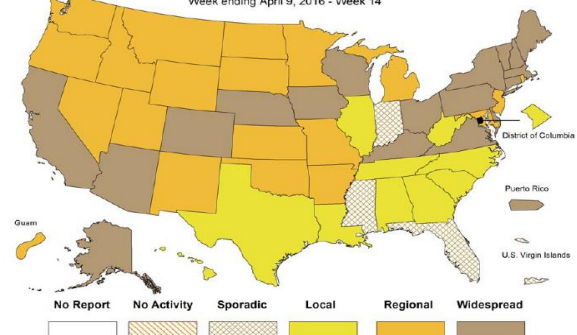 Week ending April 9, 2016 - Week 14
District of Columbia
Puerto Rico
Guam
U.S. Virgin Islands
No Report
No Activity
Sporadic
Local
Regional
Widespread